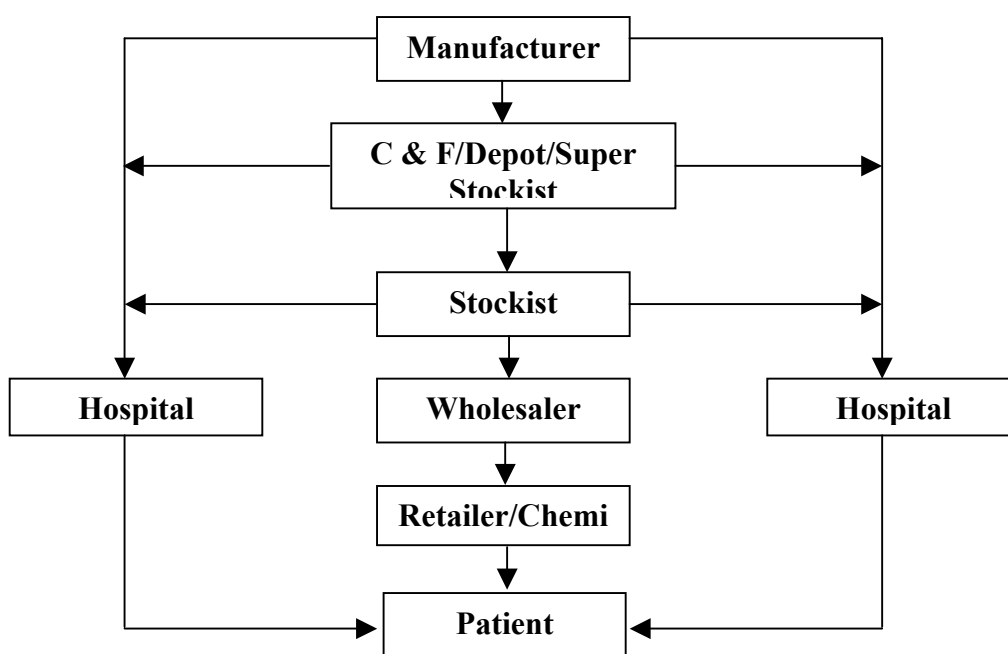 Manufacturer
C & F/Depot/Super
Stockist
Stockist
Hospital
Wholesaler
Hospital
Retailer/Chemi
Patient